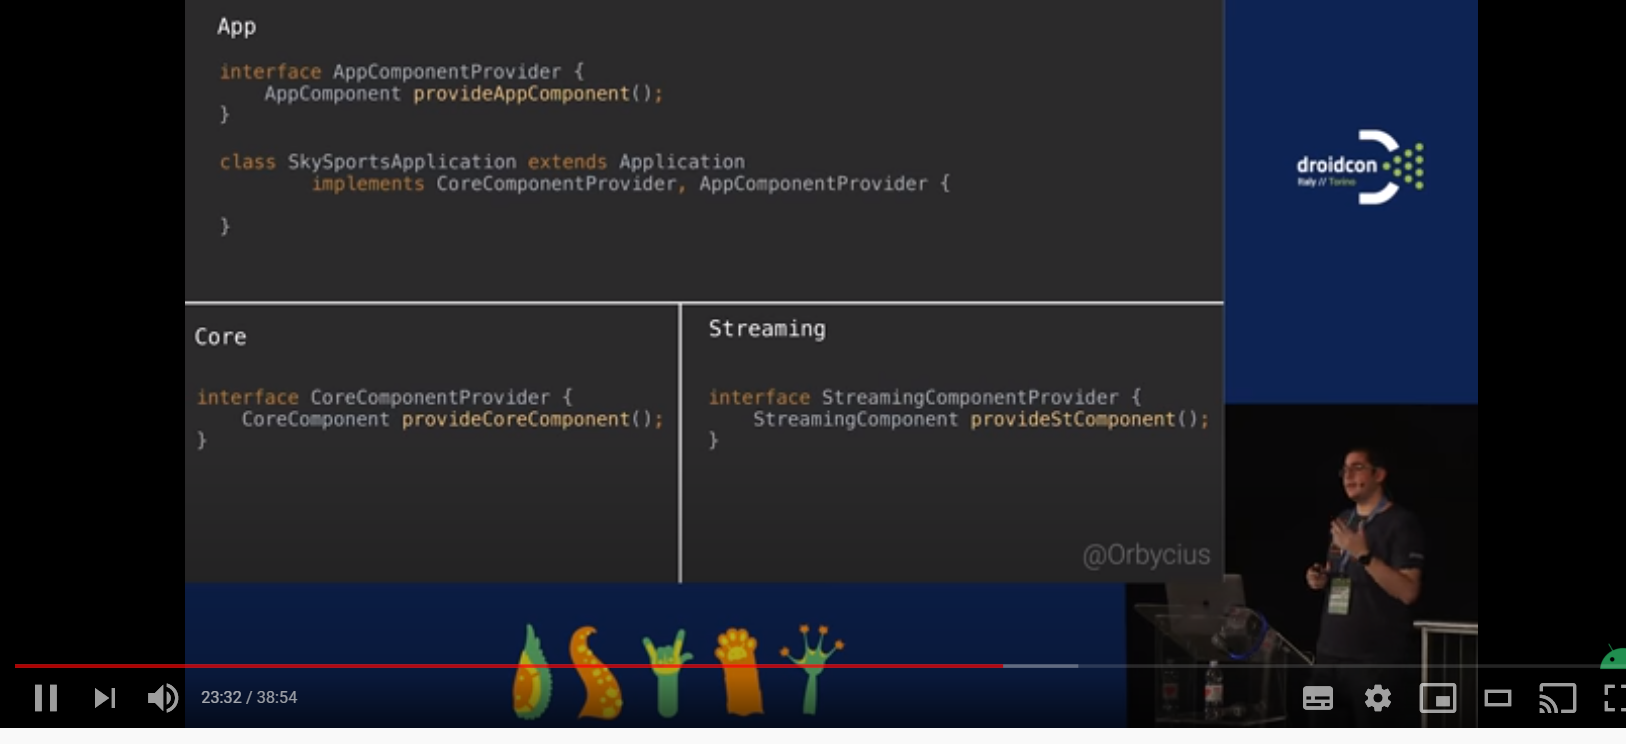 App
interface AppComponentProvider {
AppComponent provideAppComponent();
}
class SkySportsApplication extends Application
implements CoreComponentProvider, AppComponentProvider {
}
Core
interface CoreComponentProvider {
CoreComponent provideCoreComponent();
}
Streaming
interface StreamingComponentProvider {
StreamingComponent provideStComponent();
}
@Orbycius
droidcon
Italy // Torino
23:32 / 38:54